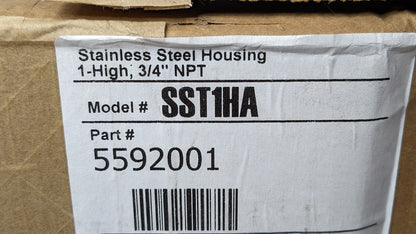 Stainless Steel Housing
1-High, 3/4" NPT
Model # SST1HA
Part #
5592001